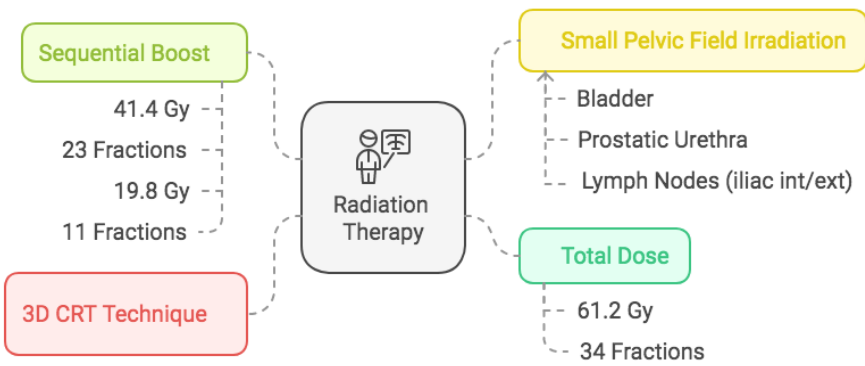 Sequential Boost
41.4 Gy
23 Fractions
19.8 Gy
11 Fractions
3D CRT Technique
Radiation
Therapy
Small Pelvic Field Irradiation
Bladder
Prostatic Urethra
Lymph Nodes (iliac int/ext)
Total Dose
61.2 Gy
34 Fractions